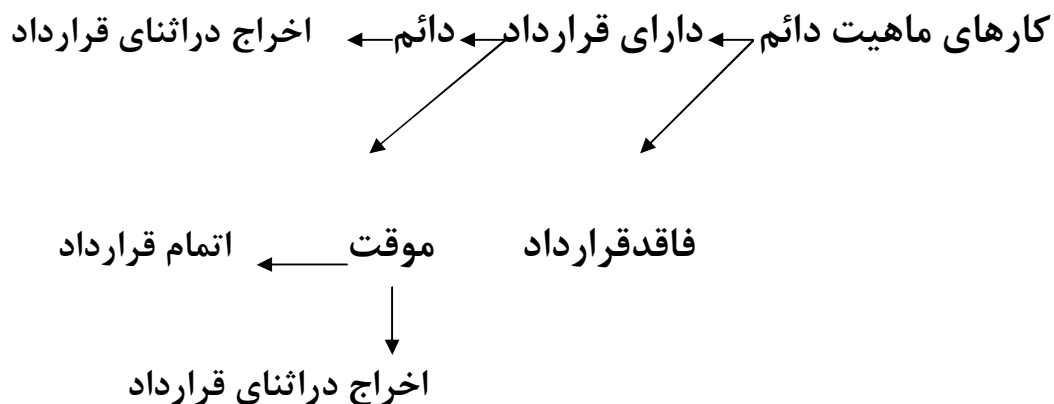 کارهای ماهیت دائم دارای قرارداد دائم اخراج دراثنای قرارداد
فاقدقرارداد موقت اتمام قرارداد
اخراج دراثنای قرارداد